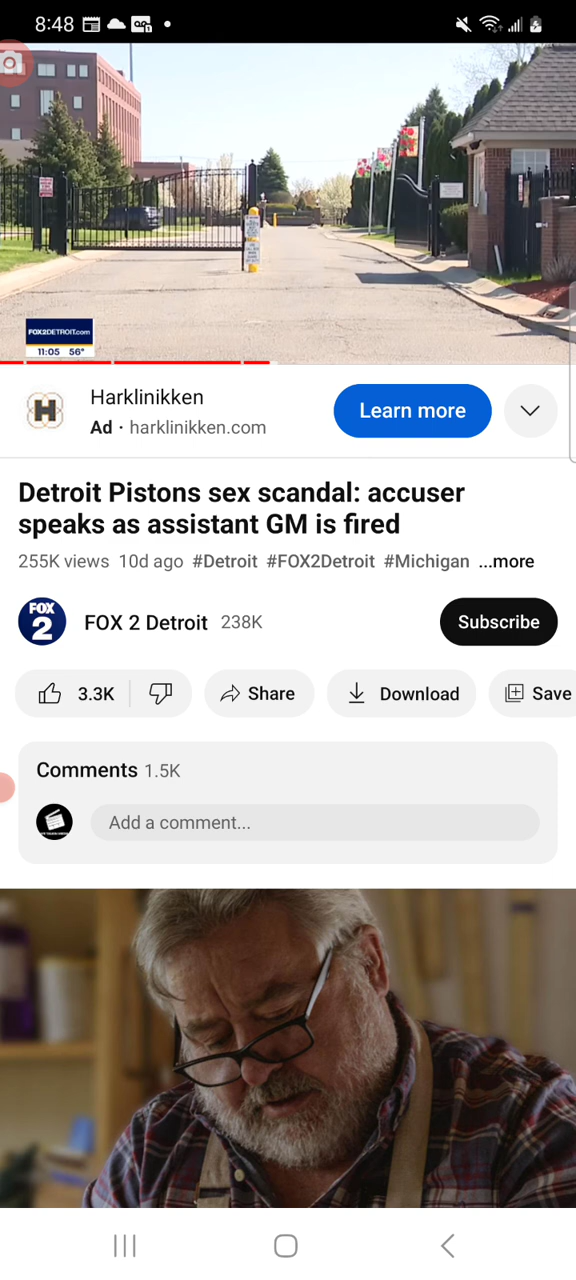 8:48
FOX2DETROIT.com
11:05 56°
H
Harklinikken
Ad · harklinikken.com
Learn more
Detroit Pistons sex scandal: accuser
speaks as assistant GM is fired
255K views 10d ago #Detroit #FOX2Detroit #Michigan ...more
FOX
2
FOX 2 Detroit 238K
Subscribe
3.3K
Share
Download
Save
Comments 1.5K
Add a comment...